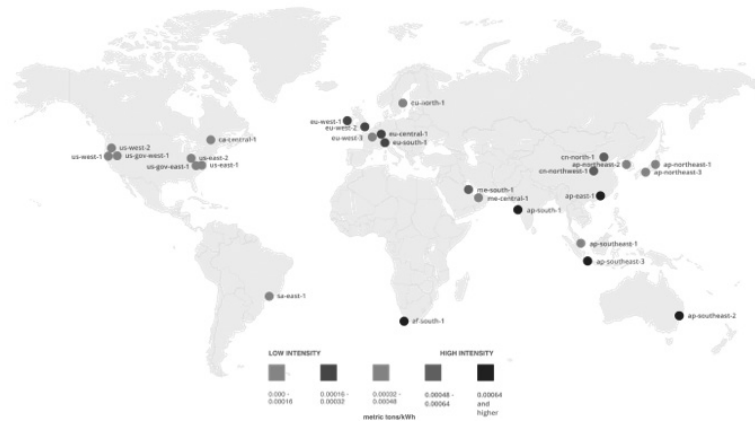 eu-north-1
eu-west-1
eu-west-2
eu-central-1
eu-west-3
eu-south-1
ca-central-1
us-west-2
us-west-1
us-gov-west-1
us-east-2
us-gov-east-1
us-east-1
cn-north-1
ap-northeast-2
ap-northeast-1
cn-northwest-1
ap-northeast-3
me-south-1
me-central-1
ap-east-1
ap-south-1
ap-southeast-1
ap-southeast-3
sa-east-1
af-south-1
ap-southeast-2
LOW INTENSITY HIGH INTENSITY
0.000 - 0.00016 - 0.00032 - 0.00048 - 0.00064
0.00016 0.00032 0.00048 0.00064 and
higher
metric tons/kWh